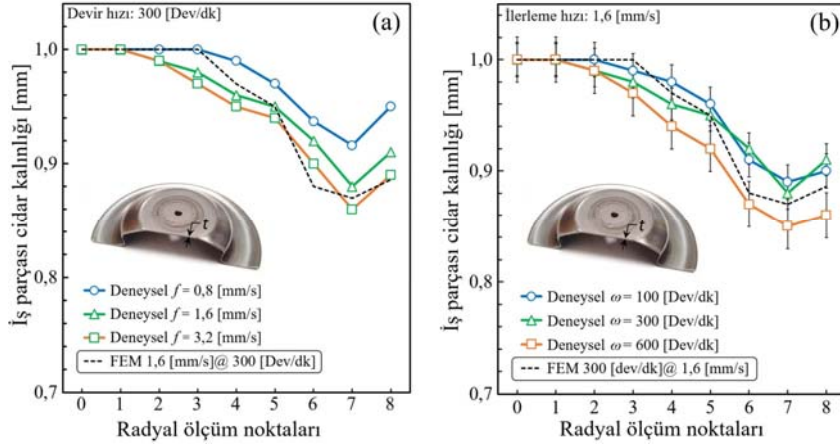 Devir hızı: 300 [Dev/dk]
(a)
İş parçası cidar kalınlığı [mm]
1,0
0,9
0,8
0,7
t
Deneysel f = 0,8 [mm/s]
Deneysel f = 1,6 [mm/s]
Deneysel f = 3,2 [mm/s]
FEM 1,6 [mm/s]@ 300 [Dev/dk]
0 1 2 3 4 5 6 7 8
Radyal ölçüm noktaları
İlerleme hızı: 1,6 [mm/s]
(b)
İş parçası cidar kalınlığı [mm]
1,0
0,9
0,8
0,7
t
Deneysel ω = 100 [Dev/dk]
Deneysel ω = 300 [Dev/dk]
Deneysel ω = 600 [Dev/dk]
FEM 300 [dev/dk]@ 1,6 [mm/s]
0 1 2 3 4 5 6 7 8
Radyal ölçüm noktaları